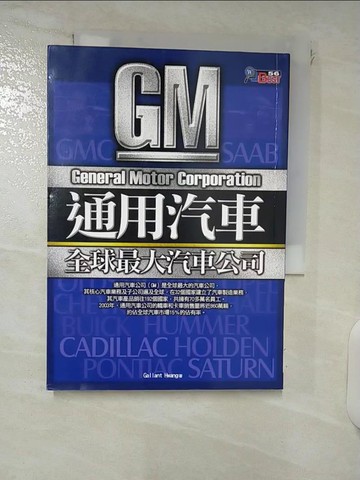 56
GM
GMC SAAB
General Motor Corporation
通用汽車
全球最大汽車公司
通用汽車公司（GM）是全球最大的汽車公司，
其核心汽車業務及子公司遍及全球，在32個國家建立了汽車製造業務，
其汽車產品銷往192個國家，共擁有70多萬名員工。
2003年，通用汽車公司的轎車和卡車銷售量將近860萬輛，
約佔全球汽車市場15%的佔有率。
HUMMER
CADILLAC HOLDEN
PONTIAC SATURN
Gallant Hwangsa